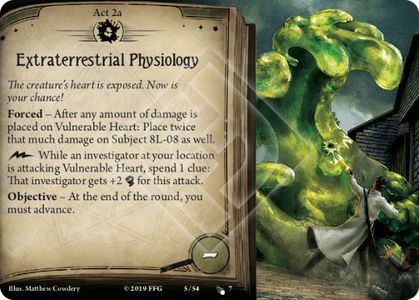 Act 2a
Extraterrestrial Physiology
The creature's heart is exposed. Now is
your chance!
Forced – After any amount of damage is
placed on Vulnerable Heart: Place twice
that much damage on Subject 8L-08 as well.
While an investigator at your location
is attacking Vulnerable Heart, spend 1 clue:
That investigator gets +2 for this attack.
Objective – At the end of the round, you
must advance.
–
Illus. Matthew Cowdery © 2019 FFG 5/54 7